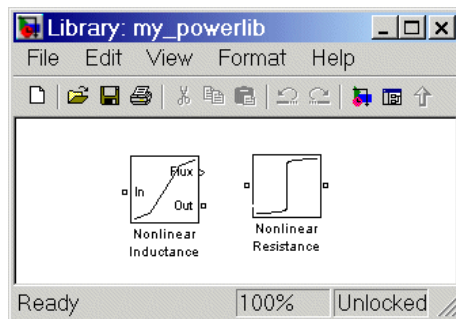 Library: my_powerlib
File Edit View Format Help
Flux
In
Out
Nonlinear
Inductance
Nonlinear
Resistance
Ready 100% Unlocked